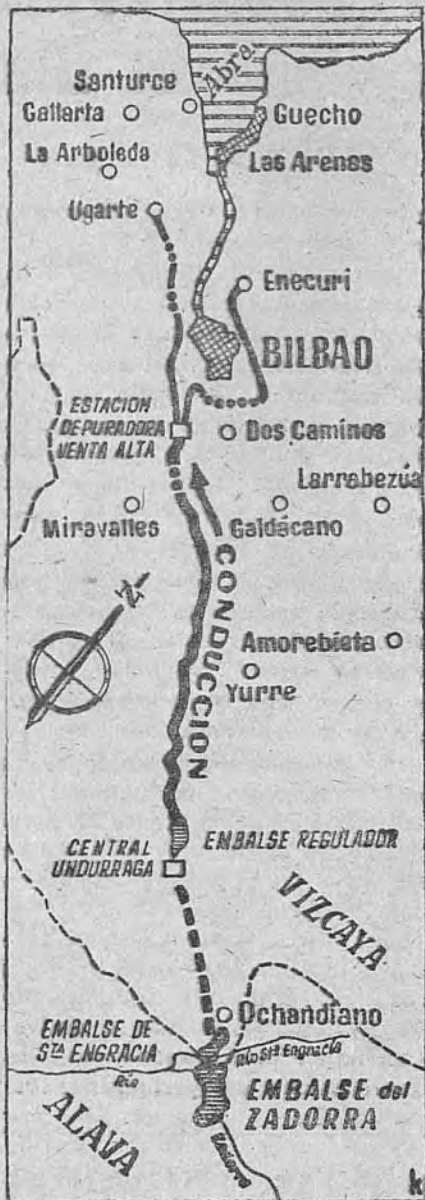 Abra
Santurce
Gallarta
Guecho
La Arboleda
Las Arenas
Ugarte
Enecuri
BILBAO
ESTACION
DEPURADORA
VENTA ALTA
Dos Caminos
Larrabezúa
Miravalles
Galdácano
CONDUCCION
N
Amorebieta
Yurre
EMBALSE REGULADOR
CENTRAL
UNDURRAGA
VIZCAYA
Ochandiano
EMBALSE DE
STA ENGRACIA
Río Sta Engracia
Río
EMBALSE del
ZADORRA
ALAVA
Zadorra
k